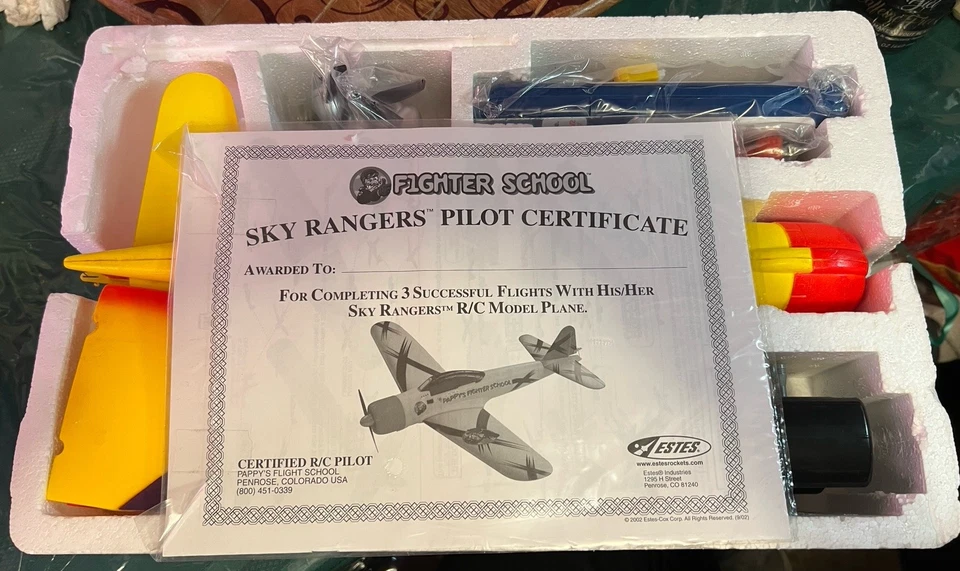 FIGHTER SCHOOL™
SKY RANGERS™ PILOT CERTIFICATE
AWARDED TO:
FOR COMPLETING 3 SUCCESSFUL FLIGHTS WITH HIS/HER
SKY RANGERS™ R/C MODEL PLANE.
PAPPY'S FIGHTER SCHOOL
CERTIFIED R/C PILOT
PAPPY'S FLIGHT SCHOOL
PENROSE, COLORADO USA
(800) 451-0339
ESTES®
www.estesrockets.com
Estes® Industries
1295 H Street
Penrose, CO 81240
© 2002 Estes-Cox Corp. All Rights Reserved. (9/02)